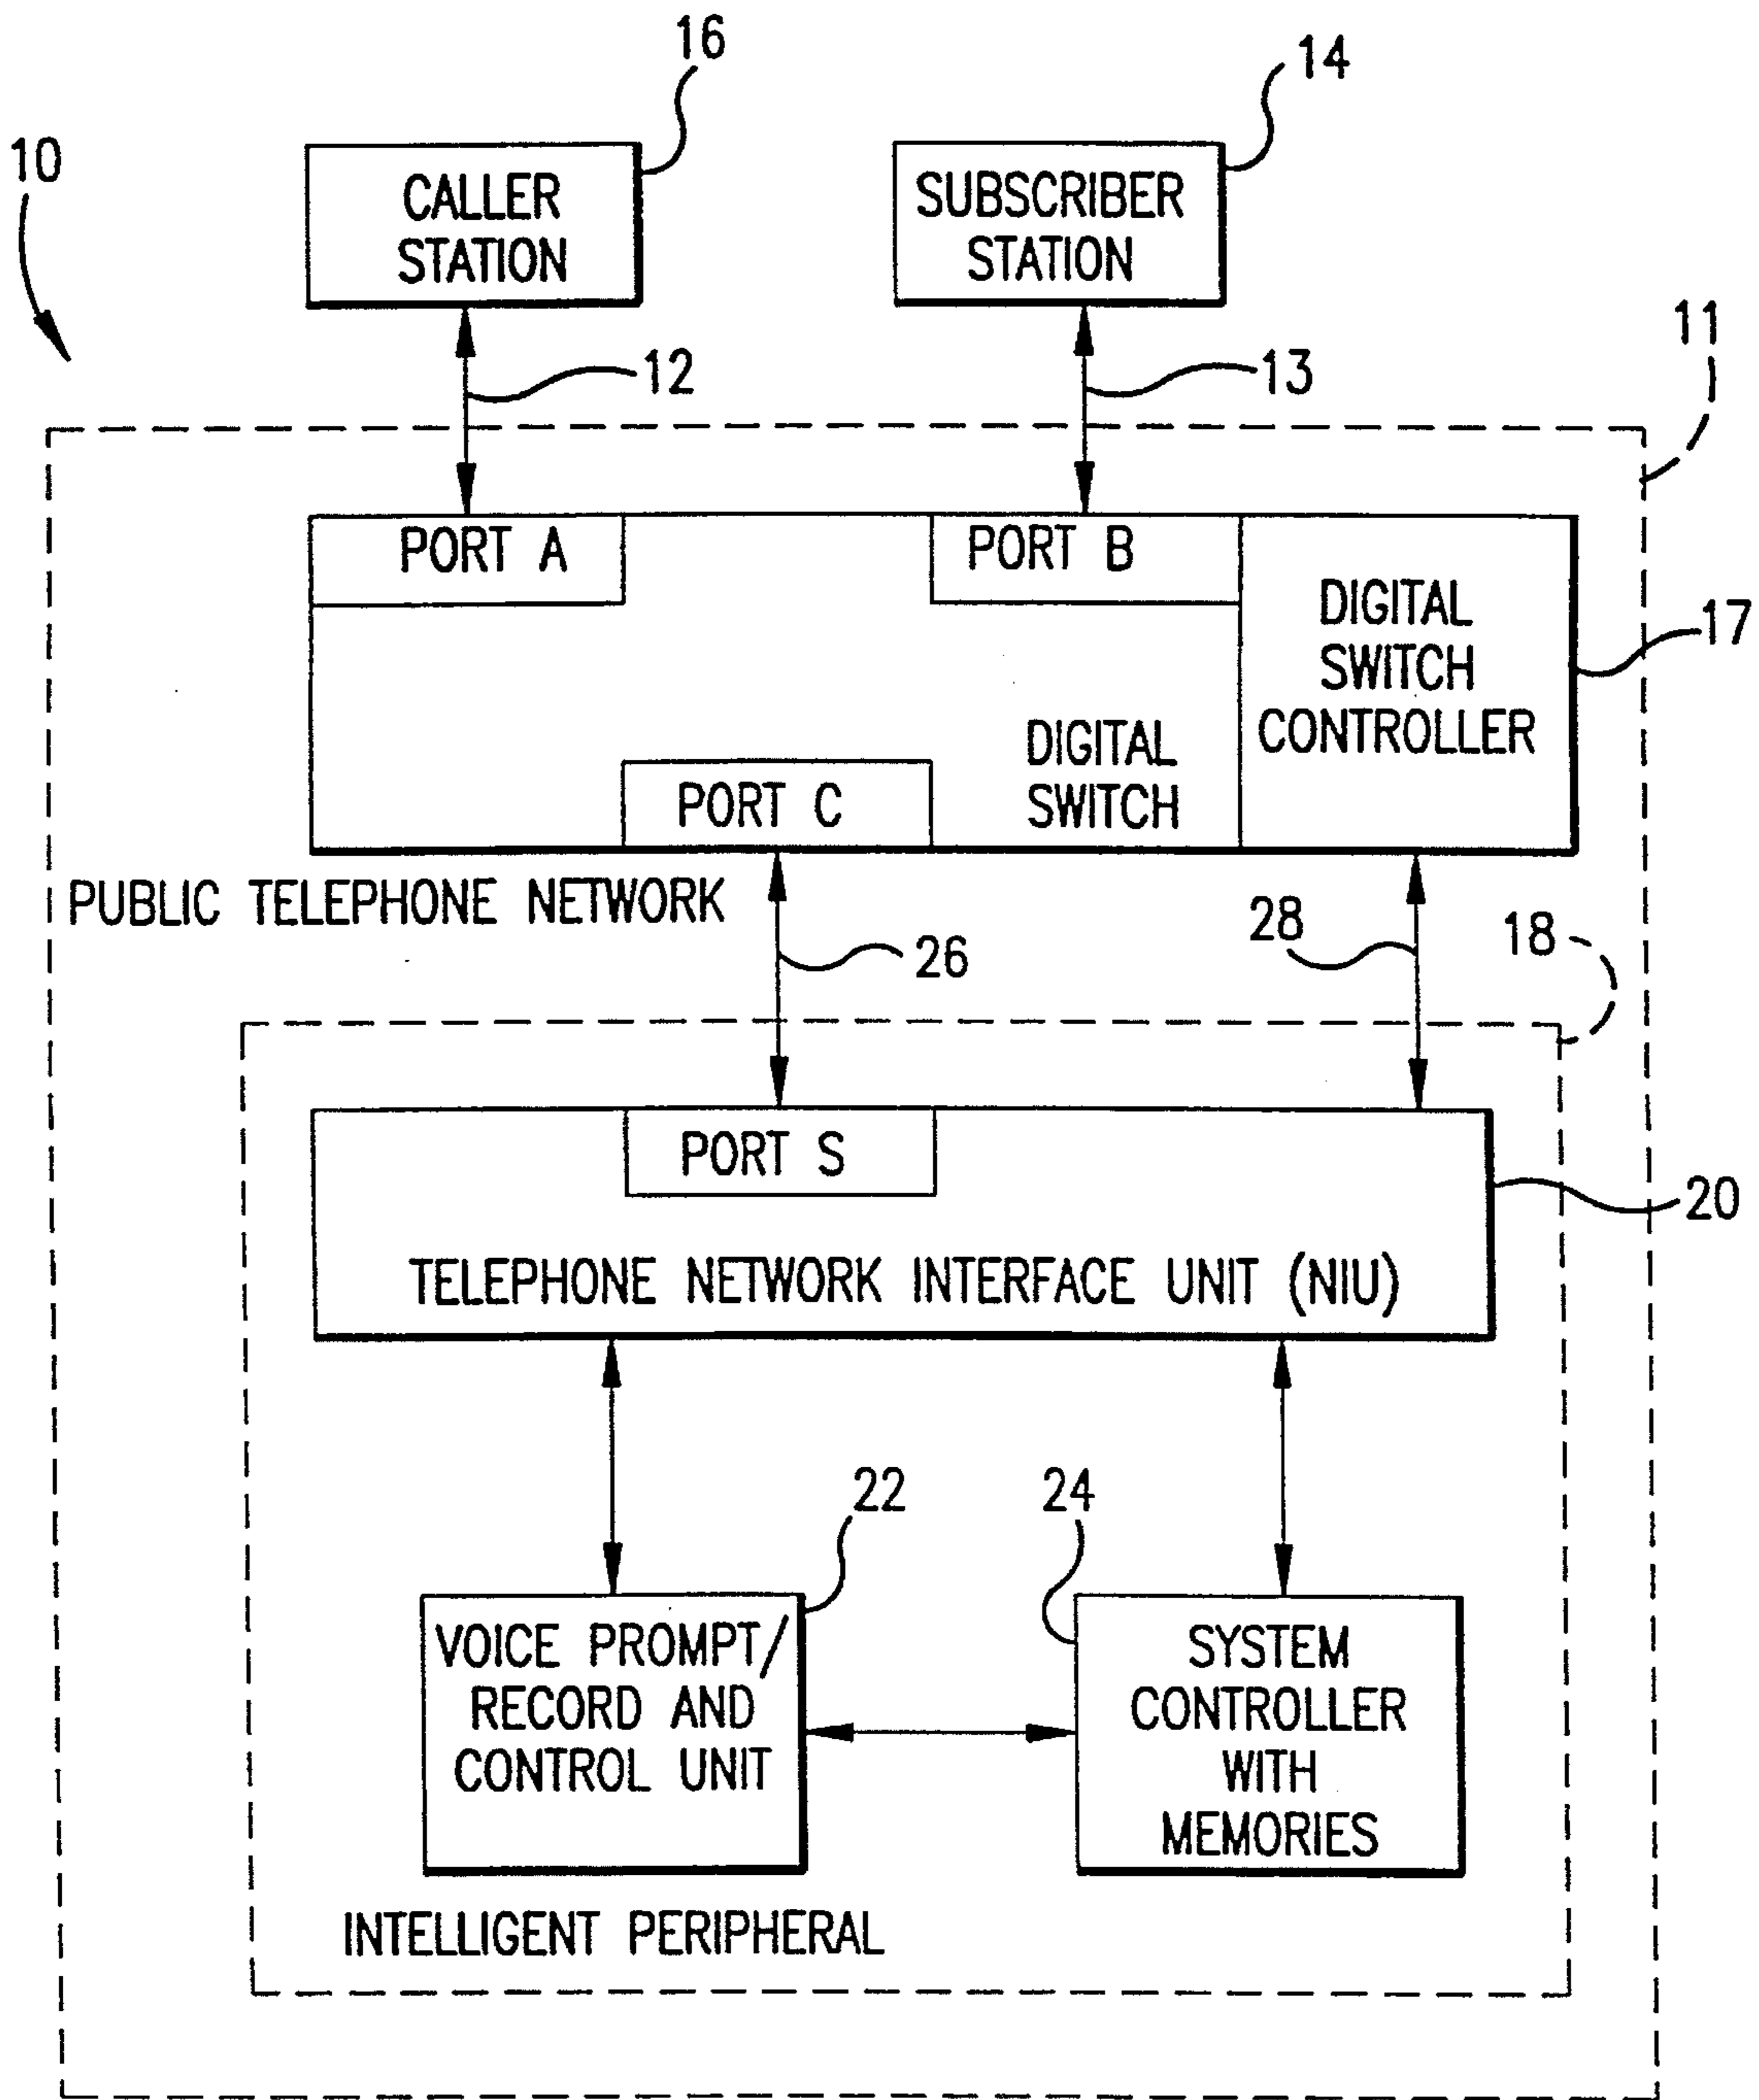 16
14
10
CALLER
STATION
SUBSCRIBER
STATION
11
12
13
PORT A
PORT B
DIGITAL
SWITCH
CONTROLLER
17
DIGITAL
SWITCH
PORT C
PUBLIC TELEPHONE NETWORK
26
28
18
PORT S
20
TELEPHONE NETWORK INTERFACE UNIT (NIU)
22
24
VOICE PROMPT/
RECORD AND
CONTROL UNIT
SYSTEM
CONTROLLER
WITH
MEMORIES
INTELLIGENT PERIPHERAL